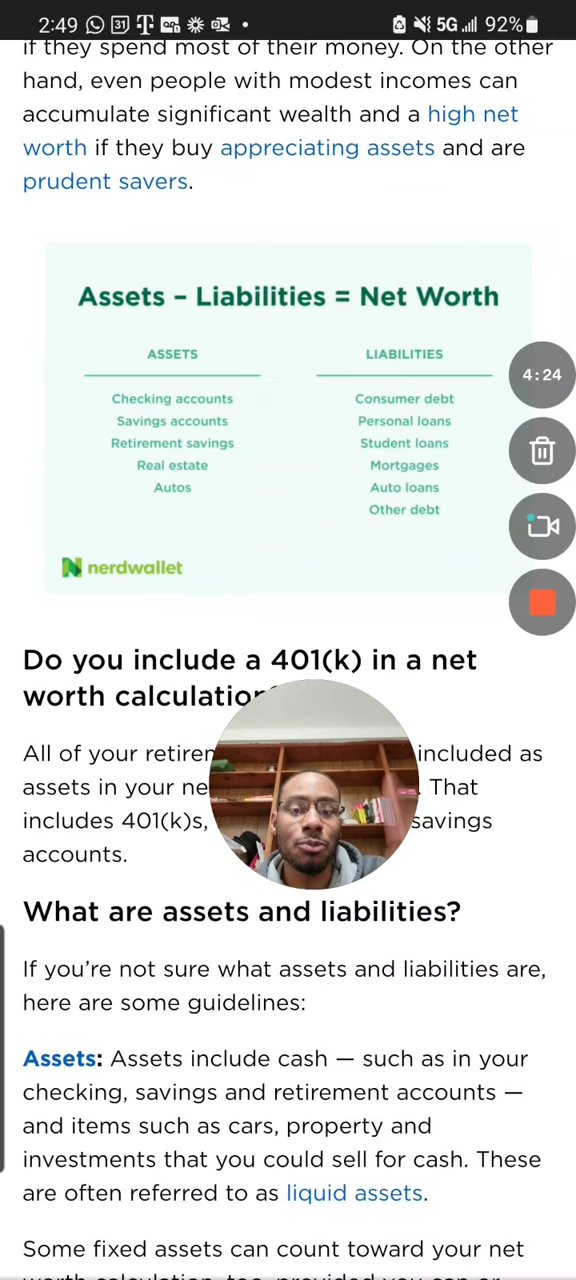 2:49 31 5G 92%
if they spend most of their money. On the other
hand, even people with modest incomes can
accumulate significant wealth and a high net
worth if they buy appreciating assets and are
prudent savers.
Assets – Liabilities = Net Worth
ASSETS
Checking accounts
Savings accounts
Retirement savings
Real estate
Autos
LIABILITIES
Consumer debt
Personal loans
Student loans
Mortgages
Auto loans
Other debt
nerdwallet
4:24
Do you include a 401(k) in a net
worth
All of your included as
assets in your That
includes 401(k)s, savings
accounts.
What are assets and liabilities?
If you’re not sure what assets and liabilities are,
here are some guidelines:
Assets: Assets include cash — such as in your
checking, savings and retirement accounts —
and items such as cars, property and
investments that you could sell for cash. These
are often referred to as liquid assets.
Some fixed assets can count toward your net